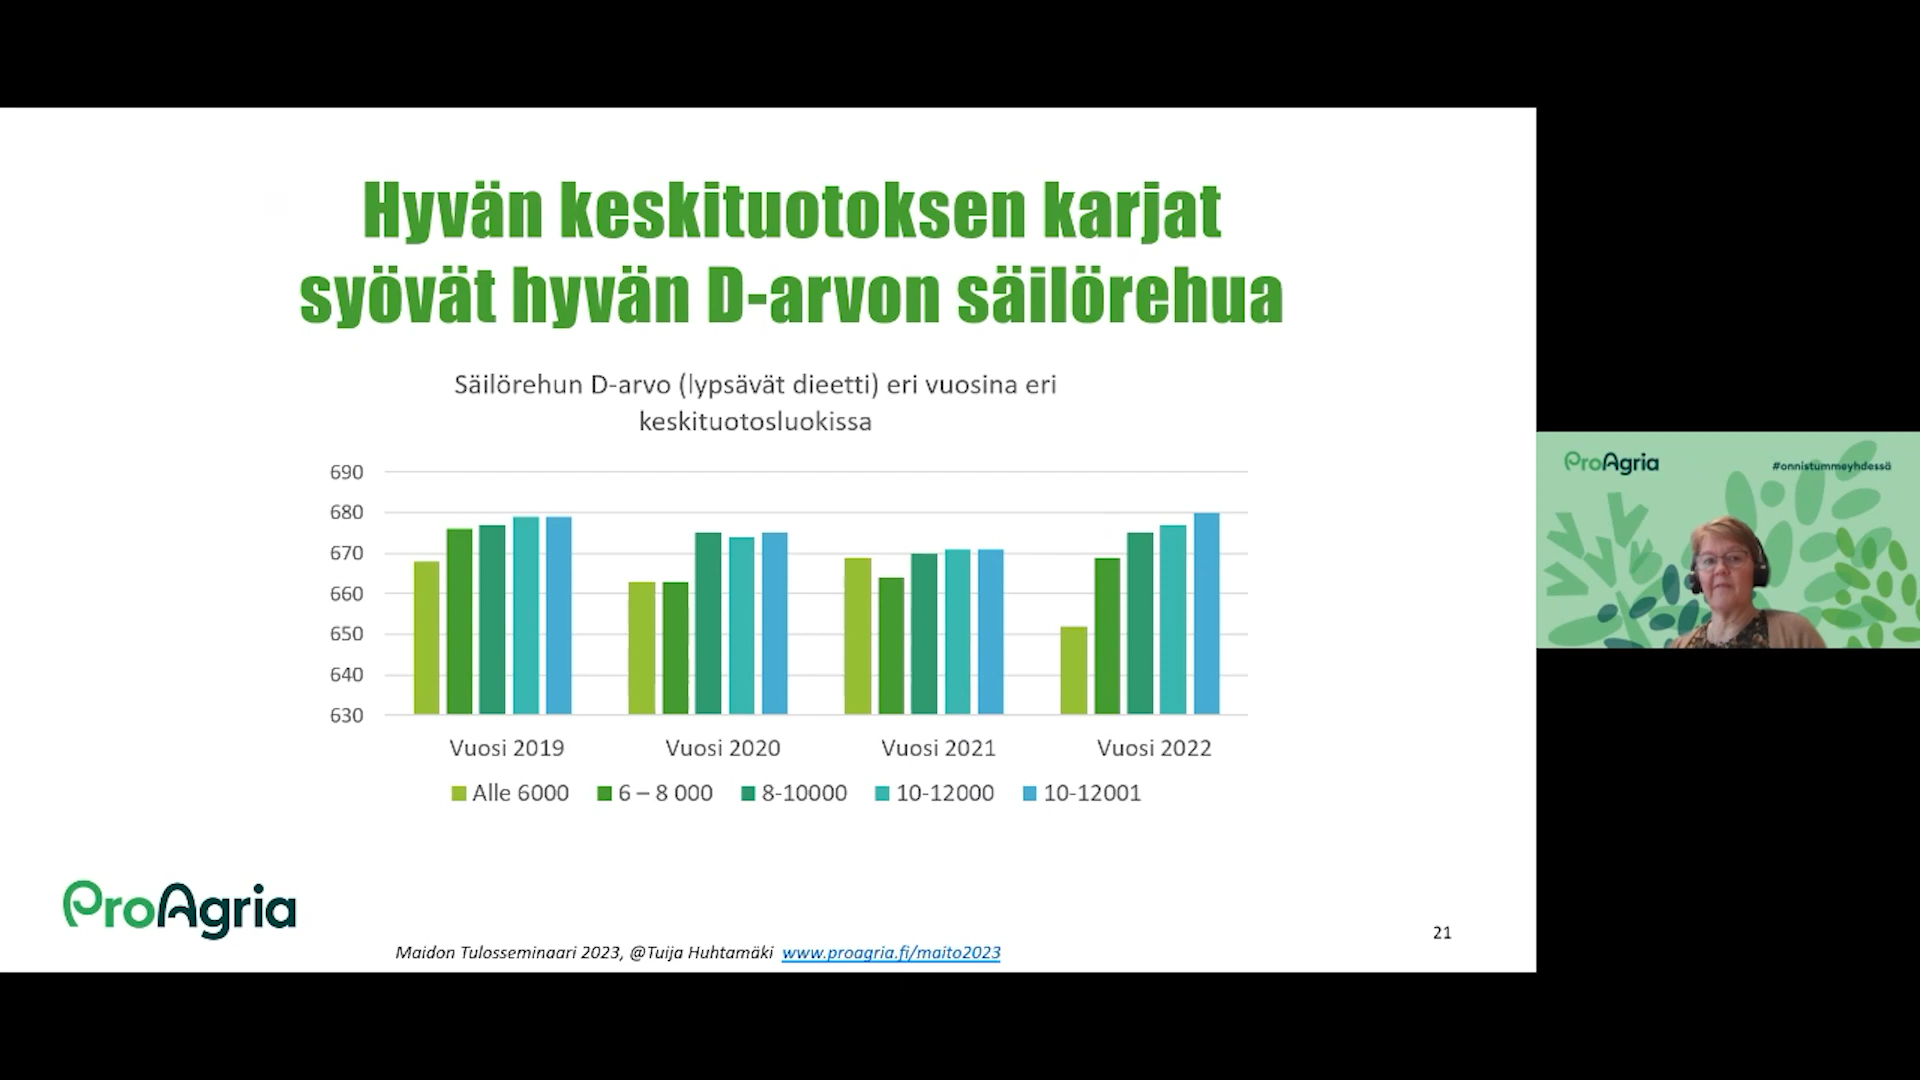 Hyvän keskituotoksen karjat
syövät hyvän D-arvon säilörehua
Säilörehun D-arvo (lypsävät dieetti) eri vuosina eri
keskituotosluokissa
690
680
670
660
650
640
630
Vuosi 2019 Vuosi 2020 Vuosi 2021 Vuosi 2022
Alle 6000 6 – 8 000 8-10000 10-12000 10-12001
ProAgria
Maidon Tulosseminaari 2023, @Tuija Huhtamäki www.proagria.fi/maito2023
21
ProAgria #onnistummeyhdessä